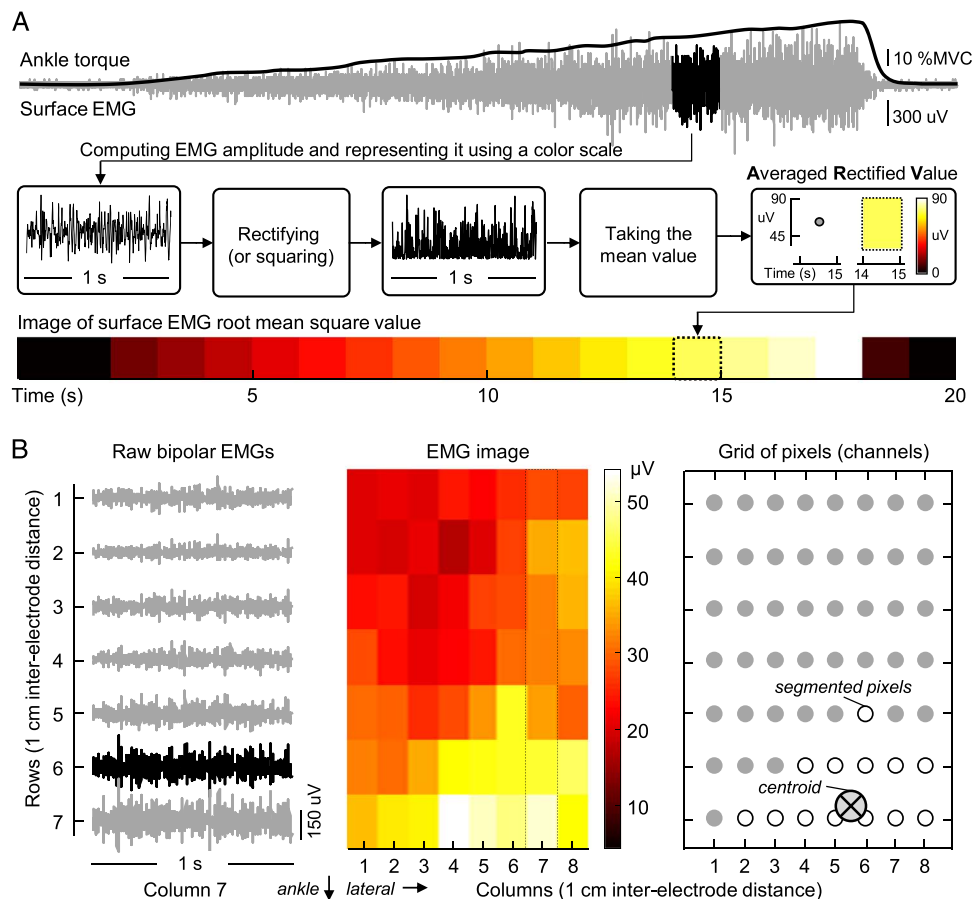 A
Ankle torque
10 %MVC
Surface EMG
300 uV
Computing EMG amplitude and representing it using a color scale
Averaged Rectified Value
1 s
Rectifying
(or squaring)
1 s
Taking the
mean value
90
uV
45
Time (s)
15
14
15
90
uV
0
Image of surface EMG root mean square value
Time (s)
5
10
15
20
B
Raw bipolar EMGs
EMG image
Grid of pixels (channels)
Rows (1 cm inter-electrode distance)
1
2
3
4
5
6
7
150 uV
1 s
Column 7
µV
50
40
30
20
10
segmented pixels
centroid
1 2 3 4 5 6 7 8
1 2 3 4 5 6 7 8
ankle
lateral
Columns (1 cm inter-electrode distance)